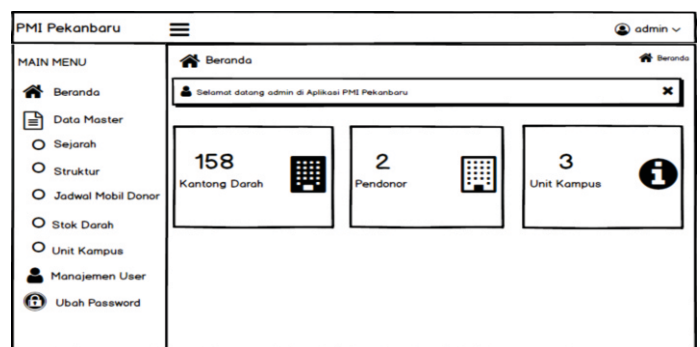 PMI Pekanbaru
admin
MAIN MENU
Beranda
Data Master
Sejarah
Struktur
Jadwal Mobil Donor
Stok Darah
Unit Kampus
Manajemen User
Ubah Password
Beranda
Beranda
Selamat datang admin di Aplikasi PMI Pekanbaru
158
Kantong Darah
2
Pendonor
3
Unit Kampus